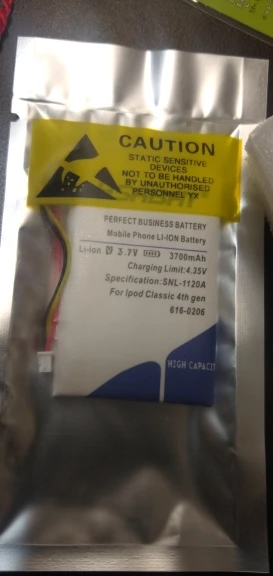 CAUTION
STATIC SENSITIVE
DEVICES
NOT TO BE HANDLED
BY UNAUTHORISED
PERSONNEL YX
PERFECT BUSINESS BATTERY
Mobile Phone LI-ION Battery
Li-ion 3.7V 3700mAh
Charging Limit:4.35V
Specification:SNL-1120A
For Ipod Classic 4th gen
616-0206
HIGH CAPACIT